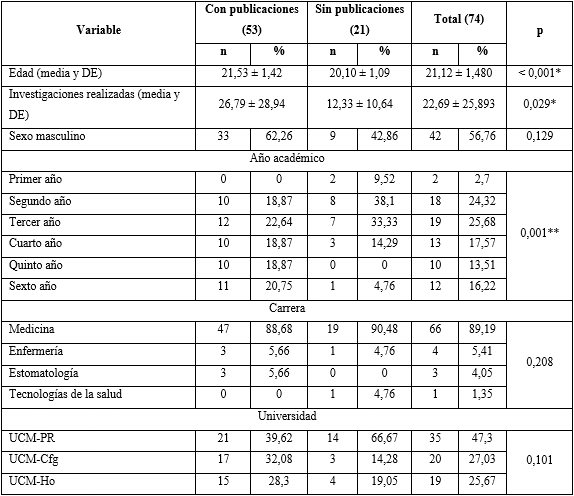 Variable Con publicaciones (53) Sin publicaciones (21) Total (74) p
n % n % n %
Edad (media y DE) 21,53 ± 1,42 20,10 ± 1,09 21,12 ± 1,480 < 0,001*
Investigaciones realizadas (media y DE) 26,79 ± 28,94 12,33 ± 10,64 22,69 ± 25,893 0,029*
Sexo masculino 33 62,26 9 42,86 42 56,76 0,129
Año académico
Primer año 0 0 2 9,52 2 2,7
Segundo año 10 18,87 8 38,1 18 24,32
Tercer año 12 22,64 7 33,33 19 25,68
Cuarto año 10 18,87 3 14,29 13 17,57
Quinto año 10 18,87 0 0 10 13,51
Sexto año 11 20,75 1 4,76 12 16,22
0,001**
Carrera
Medicina 47 88,68 19 90,48 66 89,19
Enfermería 3 5,66 1 4,76 4 5,41
Estomatología 3 5,66 0 0 3 4,05
Tecnologías de la salud 0 0 1 4,76 1 1,35
0,208
Universidad
UCM-PR 21 39,62 14 66,67 35 47,3
UCM-Cfg 17 32,08 3 14,28 20 27,03
UCM-Ho 15 28,3 4 19,05 19 25,67
0,101